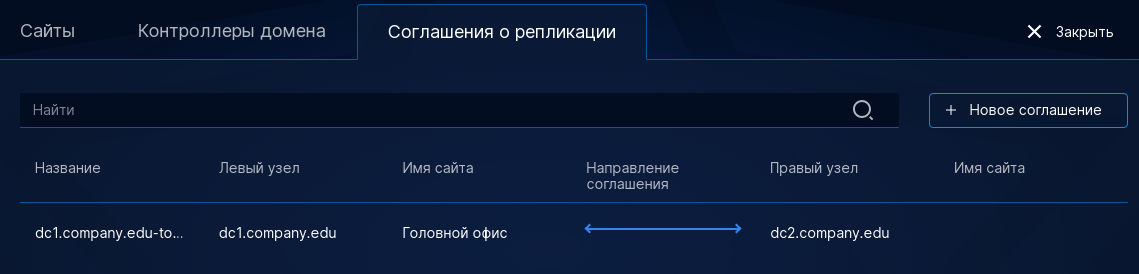 Сайты Контроллеры домена Соглашения о репликации Закрыть
Найти Новое соглашение
Название Левый узел Имя сайта Направление соглашения Правый узел Имя сайта
dc1.company.edu-to... dc1.company.edu Головной офис dc2.company.edu